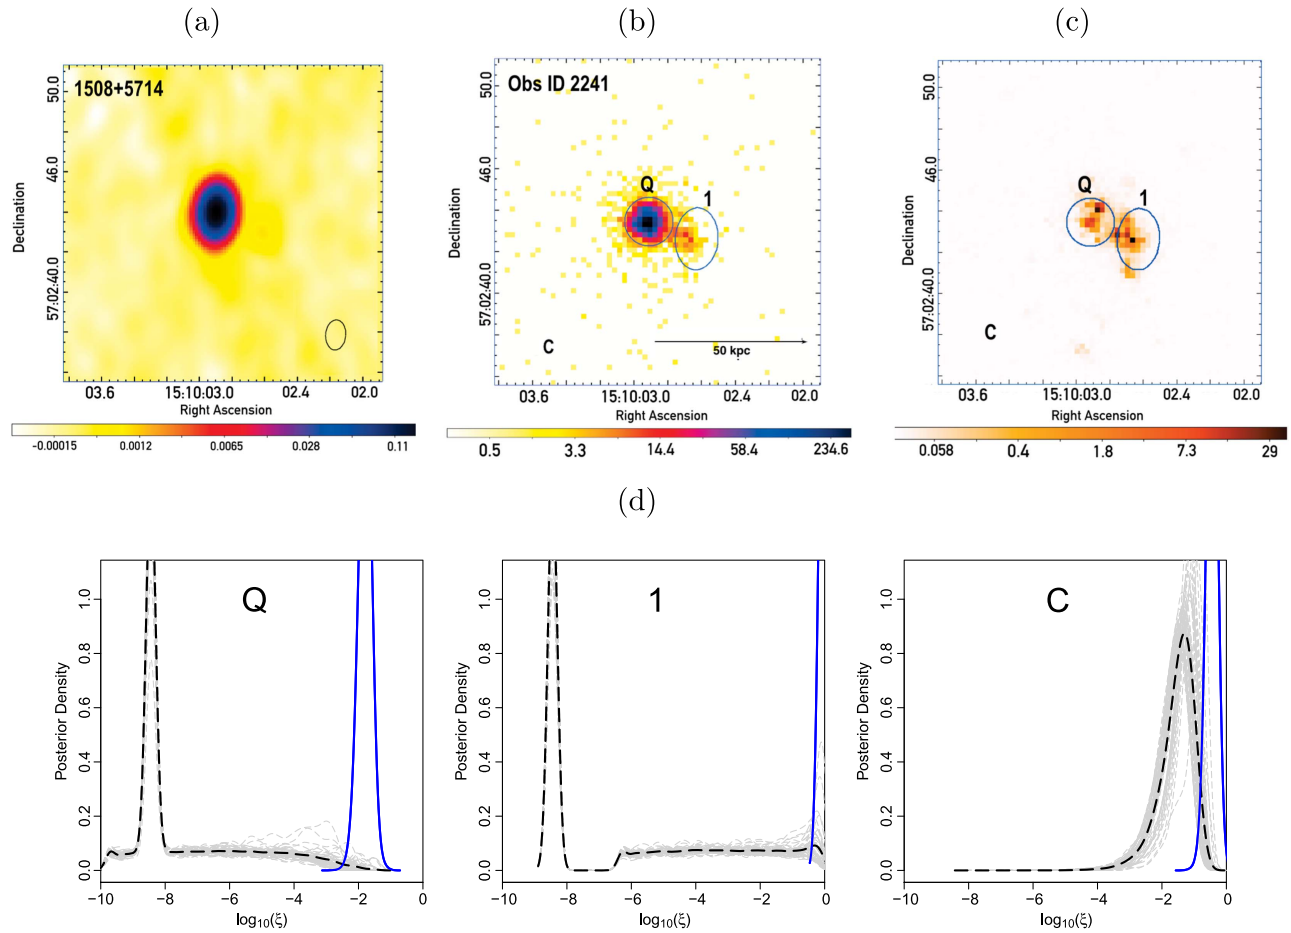 (a)
(b)
(c)
1508+5714
Declination
50.0
46.0
57:02:40.0
03.6
15:10:03.0
02.4
02.0
Right Ascension
-0.00015
0.0012
0.0065
0.028
0.11
Obs ID 2241
Q
1
C
50 kpc
Declination
50.0
46.0
57:02:40.0
03.6
15:10:03.0
02.4
02.0
Right Ascension
0.5
3.3
14.4
58.4
234.6
Q
1
C
Declination
50.0
46.0
57:02:40.0
03.6
15:10:03.0
02.4
02.0
Right Ascension
0.058
0.4
1.8
7.3
29
(d)
Q
Posterior Density
1.0
0.8
0.6
0.4
0.2
0.0
−10 −8 −6 −4 −2 0
log10(ξ)
1
Posterior Density
1.0
0.8
0.6
0.4
0.2
0.0
−10 −8 −6 −4 −2 0
log10(ξ)
C
Posterior Density
1.0
0.8
0.6
0.4
0.2
0.0
−10 −8 −6 −4 −2 0
log10(ξ)